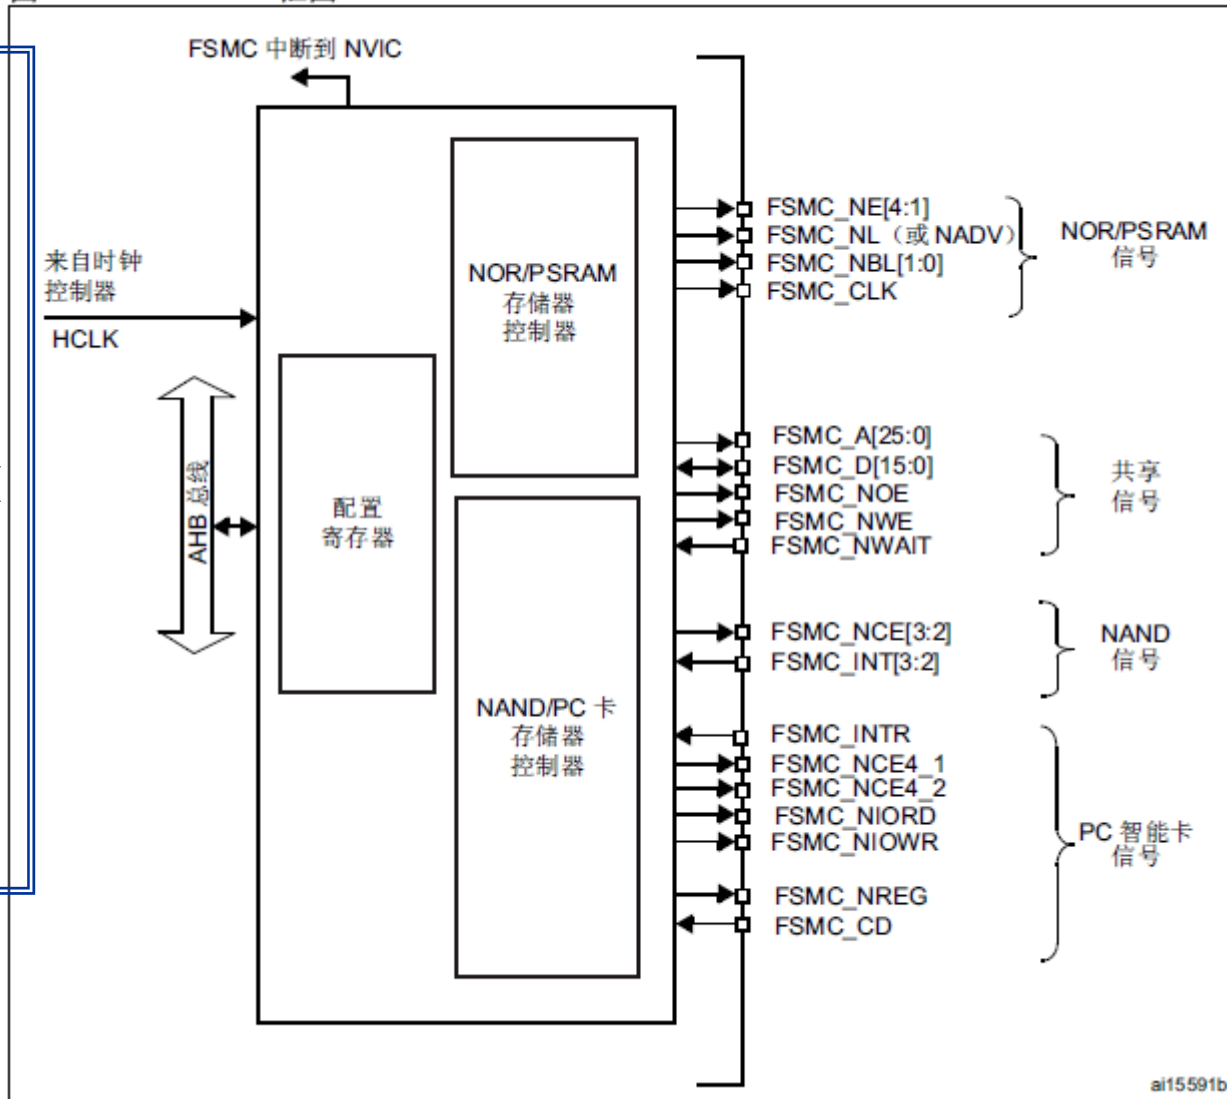 FSMC 中断到 NVIC
来自时钟
控制器
HCLK
AHB 总线
配置
寄存器
NOR/PSRAM
存储器
控制器
NAND/PC 卡
存储器
控制器
FSMC_NE[4:1]
FSMC_NL（或 NADV）
FSMC_NBL[1:0]
FSMC_CLK
NOR/PSRAM
信号
FSMC_A[25:0]
FSMC_D[15:0]
FSMC_NOE
FSMC_NWE
FSMC_NWAIT
共享
信号
FSMC_NCE[3:2]
FSMC_INT[3:2]
NAND
信号
FSMC_INTR
FSMC_NCE4_1
FSMC_NCE4_2
FSMC_NIORD
FSMC_NIOWR
FSMC_NREG
FSMC_CD
PC 智能卡
信号
ai15591b